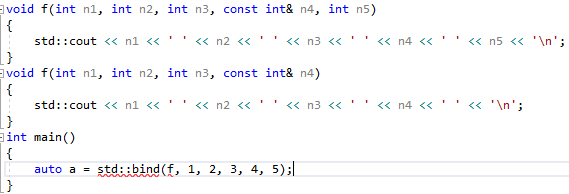 void f(int n1, int n2, int n3, const int& n4, int n5)
{
    std::cout << n1 << ' ' << n2 << ' ' << n3 << ' ' << n4 << ' ' << n5 << '\n';
}
void f(int n1, int n2, int n3, const int& n4)
{
    std::cout << n1 << ' ' << n2 << ' ' << n3 << ' ' << n4 << ' ' << '\n';
}
int main()
{
    auto a = std::bind(f, 1, 2, 3, 4, 5);
}